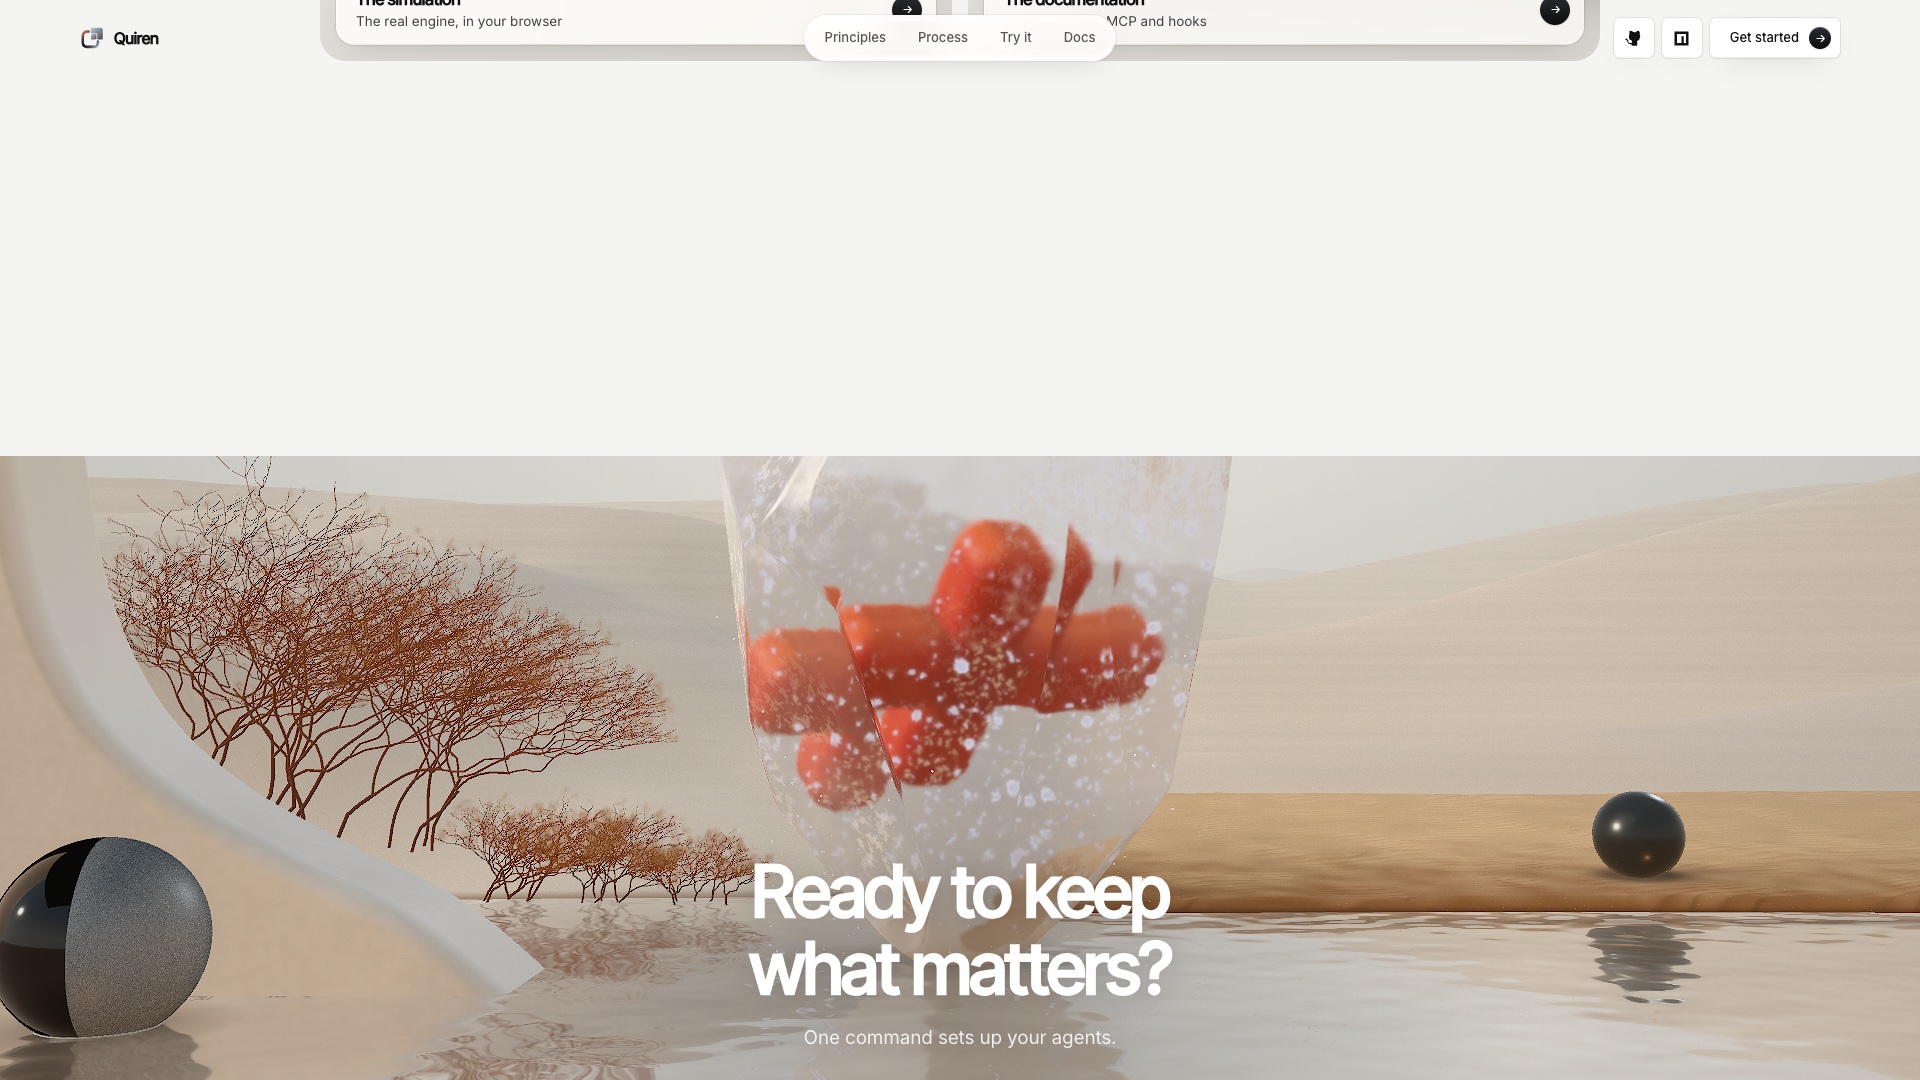 The simulation
The documentation
The real engine, in your browser
MCP and hooks
Quiren
Principles
Process
Try it
Docs
Get started
Ready to keep
what matters?
One command sets up your agents.